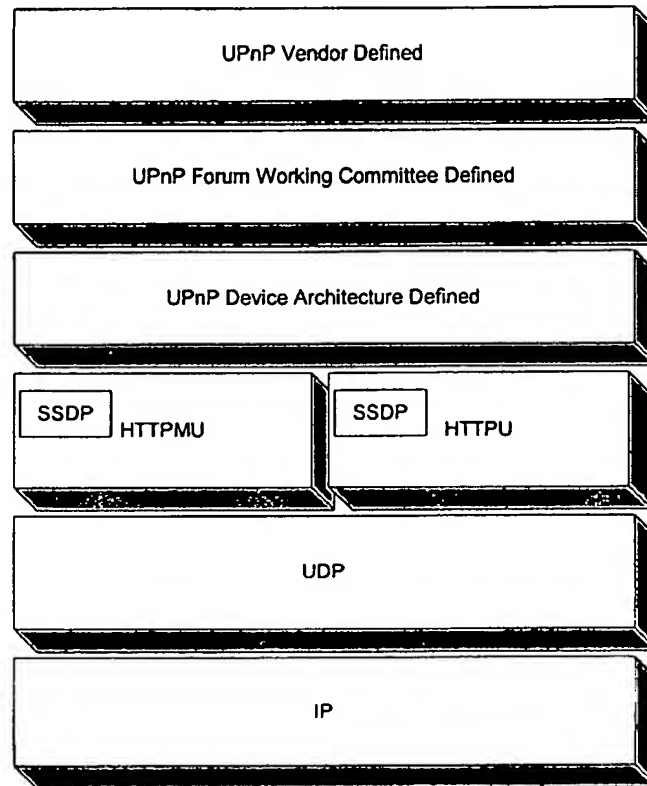 UPnP Vendor Defined
UPnP Forum Working Committee Defined
UPnP Device Architecture Defined
SSDP
HTTPMU
SSDP
HTTPU
UDP
IP